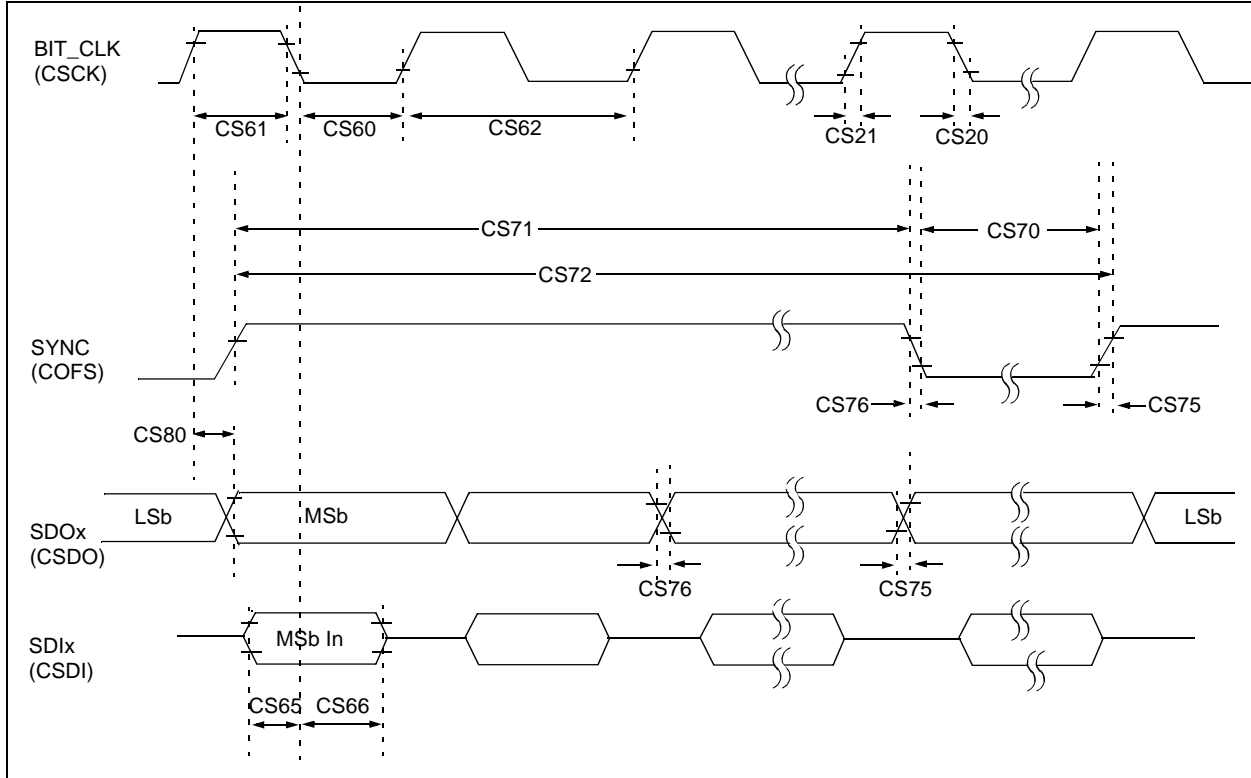 BIT_CLK
(CSCK)
CS61
CS60
CS62
CS21
CS20
CS71
CS70
CS72
SYNC
(COFS)
CS76
CS75
CS80
SDOx
(CSDO)
LSb
MSb
LSb
CS76
CS75
SDIx
(CSDI)
MSb In
CS65
CS66